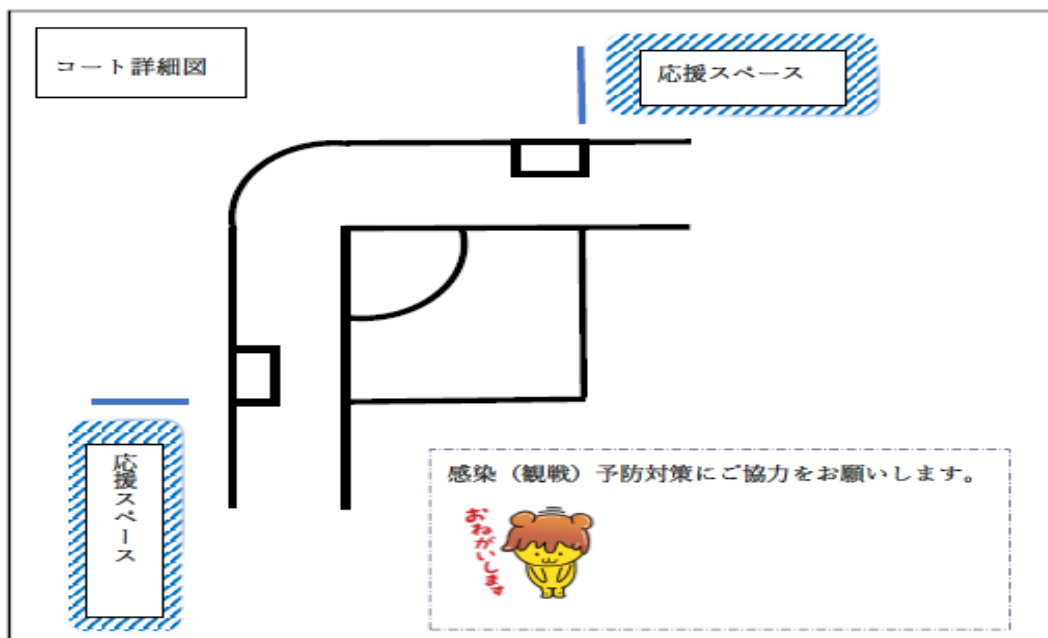 コート詳細図
応援スペース
応援スペース
感染（観戦）予防対策にご協力をお願いします。
おねがいします